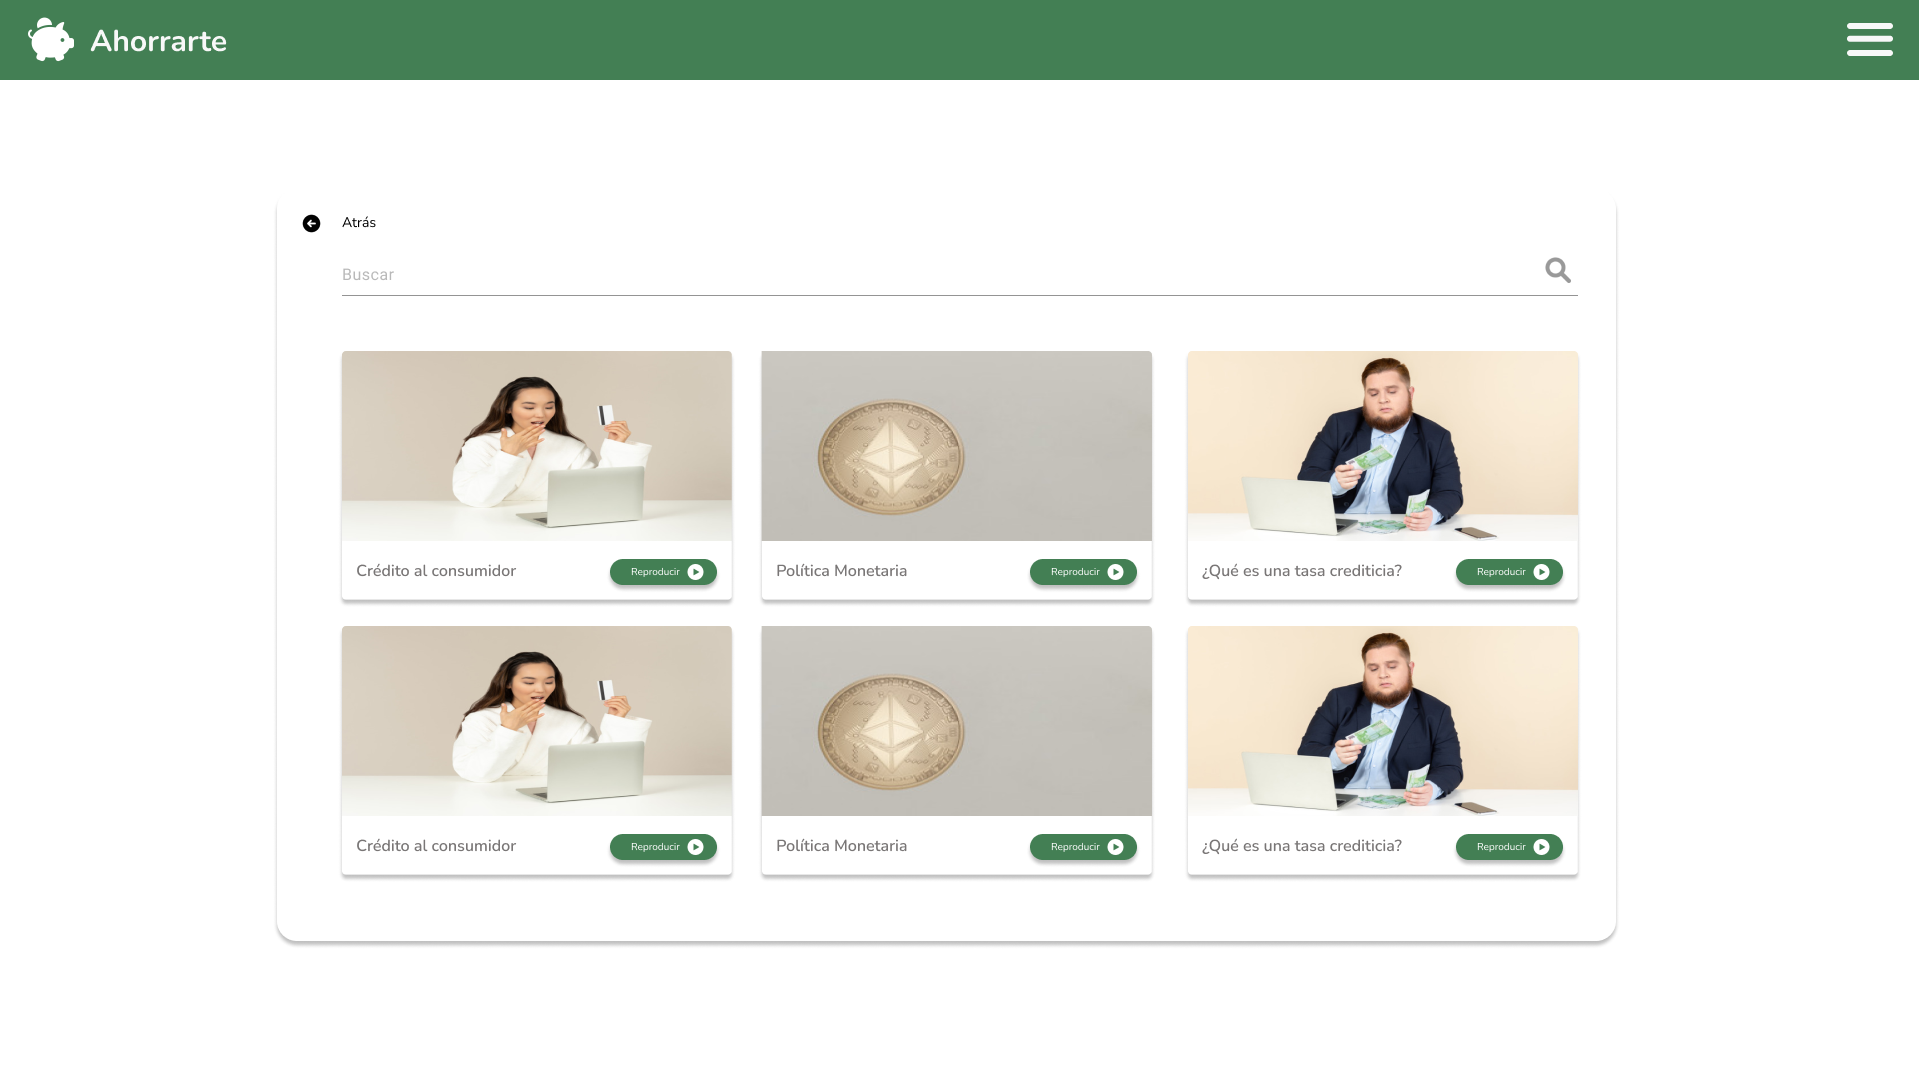 Ahorrarte
Atrás
Buscar
Crédito al consumidor
Reproducir
Política Monetaria
Reproducir
¿Qué es una tasa crediticia?
Reproducir
Crédito al consumidor
Reproducir
Política Monetaria
Reproducir
¿Qué es una tasa crediticia?
Reproducir